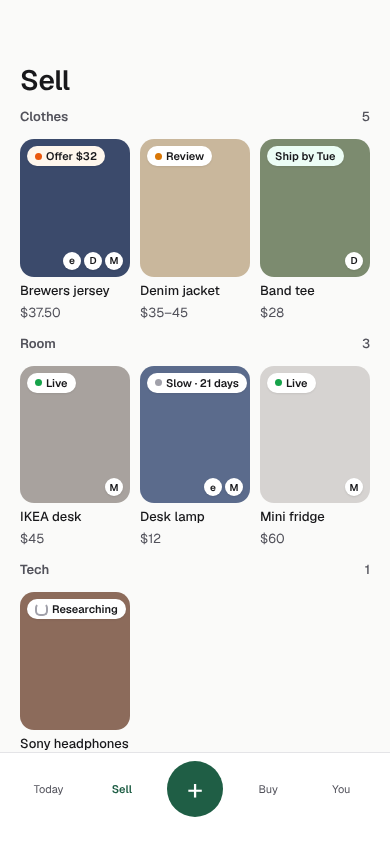 Sell
Clothes 5
Offer $32
Review
Ship by Tue
e D M
D
Brewers jersey
Denim jacket
Band tee
$37.50
$35–45
$28
Room 3
Live
Slow · 21 days
Live
M
e M
M
IKEA desk
Desk lamp
Mini fridge
$45
$12
$60
Tech 1
Researching
Sony headphones
Today
Sell
+
Buy
You